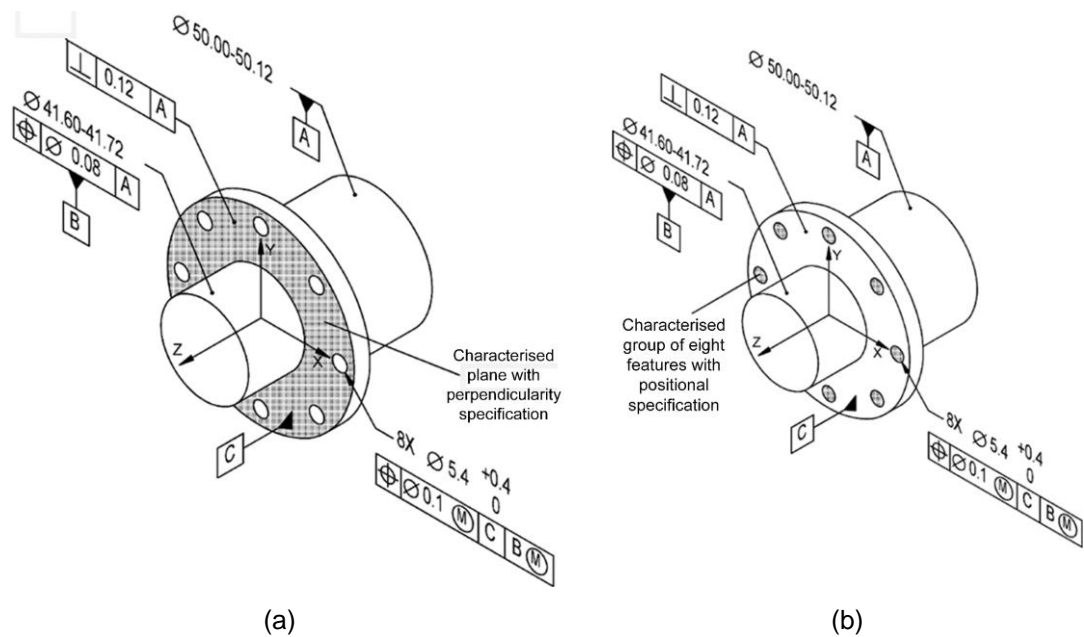 Ø 50.00-50.12
A
⊥ 0.12 A
Ø 41.60-41.72
⌖ Ø 0.08 A
B
Y
Z
X
Characterised
plane with
perpendicularity
specification
C
8X Ø 5.4 +0.4
0
⌖ Ø 0.1 Ⓜ C B Ⓜ
(a)
Ø 50.00-50.12
A
⊥ 0.12 A
Ø 41.60-41.72
⌖ Ø 0.08 A
B
Y
Z
X
Characterised
group of eight
features with
positional
specification
C
8X Ø 5.4 +0.4
0
⌖ Ø 0.1 Ⓜ C B Ⓜ
(b)